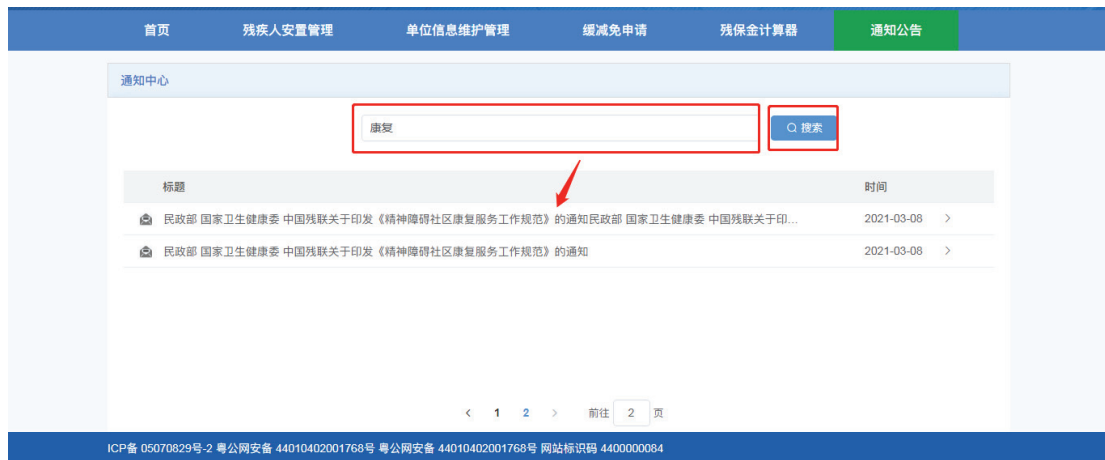 首页 残疾人安置管理 单位信息维护管理 缓减免申请 残保金计算器 通知公告
通知中心
康复 搜索
标题 时间
民政部 国家卫生健康委 中国残联关于印发《精神障碍社区康复服务工作规范》的通知民政部 国家卫生健康委 中国残联关于印... 2021-03-08 >
民政部 国家卫生健康委 中国残联关于印发《精神障碍社区康复服务工作规范》的通知 2021-03-08 >
< 1 2 > 前往 2 页
ICP备 05070829号-2 粤公网安备 44010402001768号 粤公网安备 44010402001768号 网站标识码 4400000084